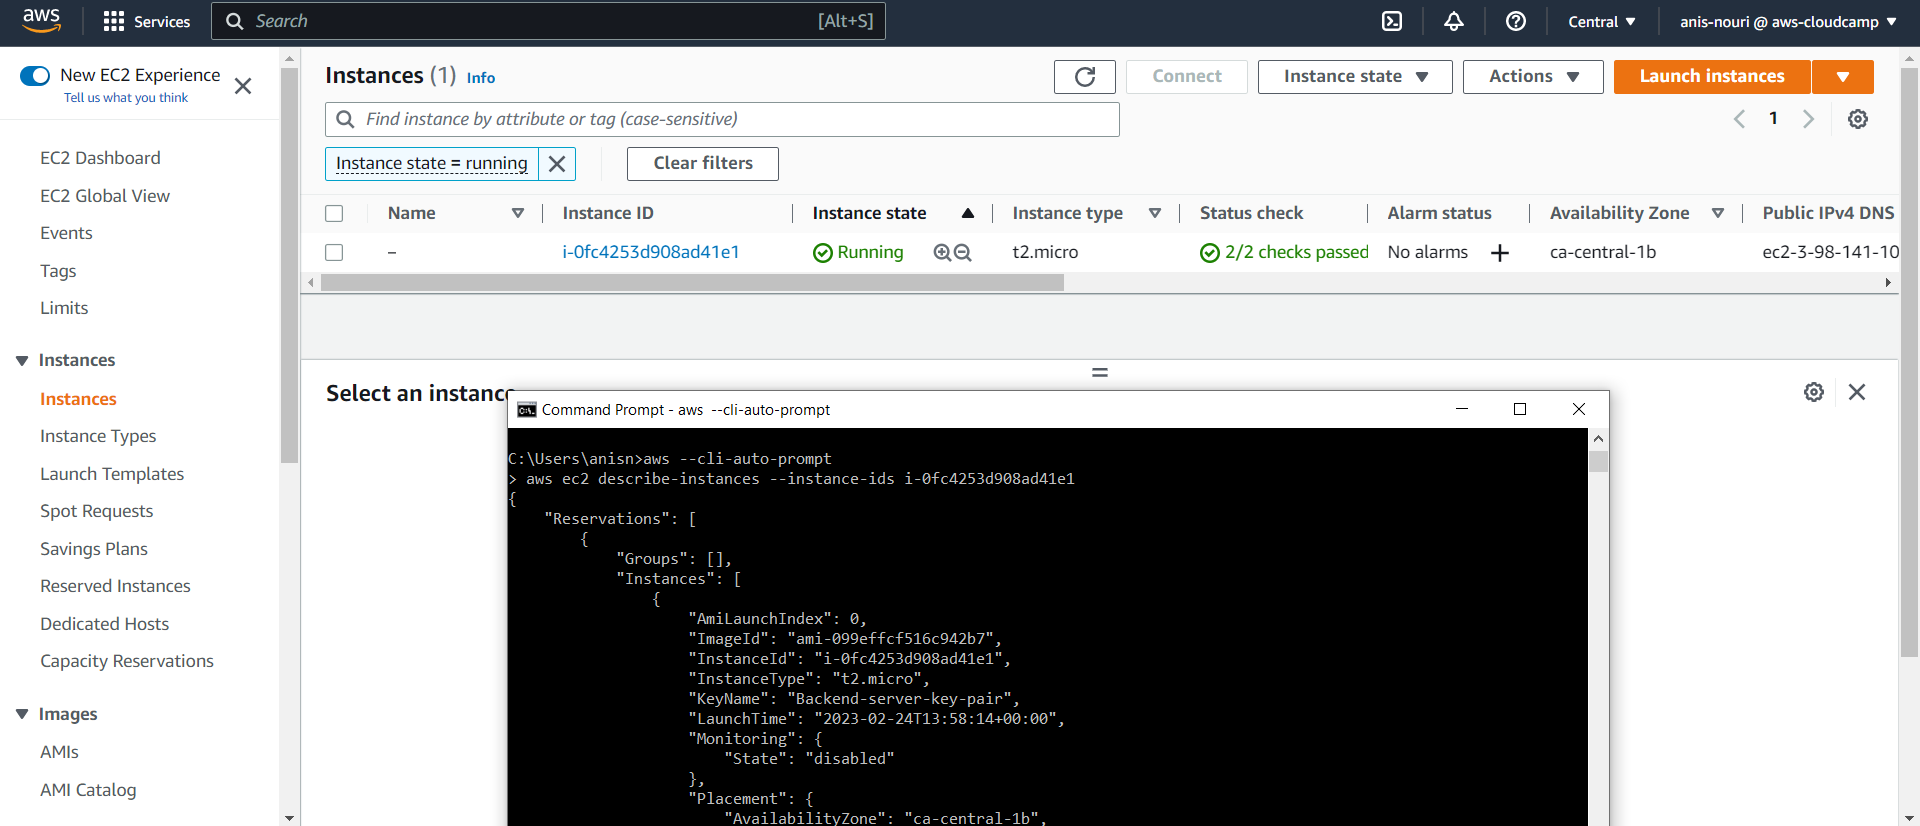 aws
Services
Search
[Alt+S]
Central
anis-nouri @ aws-cloudcamp
New EC2 Experience
Tell us what you think
EC2 Dashboard
EC2 Global View
Events
Tags
Limits
Instances
Instances
Instance Types
Launch Templates
Spot Requests
Savings Plans
Reserved Instances
Dedicated Hosts
Capacity Reservations
Images
AMIs
AMI Catalog
Instances (1) Info
Connect
Instance state
Actions
Launch instances
Find instance by attribute or tag (case-sensitive)
1
Instance state = running
Clear filters
Name Instance ID Instance state Instance type Status check Alarm status Availability Zone Public IPv4 DNS
– i-0fc4253d908ad41e1 Running t2.micro 2/2 checks passed No alarms + ca-central-1b ec2-3-98-141-10
Select an instance
Command Prompt - aws  --cli-auto-prompt
C:\Users\anisn>aws --cli-auto-prompt
> aws ec2 describe-instances --instance-ids i-0fc4253d908ad41e1
{
"Reservations": [
{
"Groups": [],
"Instances": [
{
"AmiLaunchIndex": 0,
"ImageId": "ami-099effcf516c942b7",
"InstanceId": "i-0fc4253d908ad41e1",
"InstanceType": "t2.micro",
"KeyName": "Backend-server-key-pair",
"LaunchTime": "2023-02-24T13:58:14+00:00",
"Monitoring": {
"State": "disabled"
},
"Placement": {
"AvailabilityZone": "ca-central-1b",